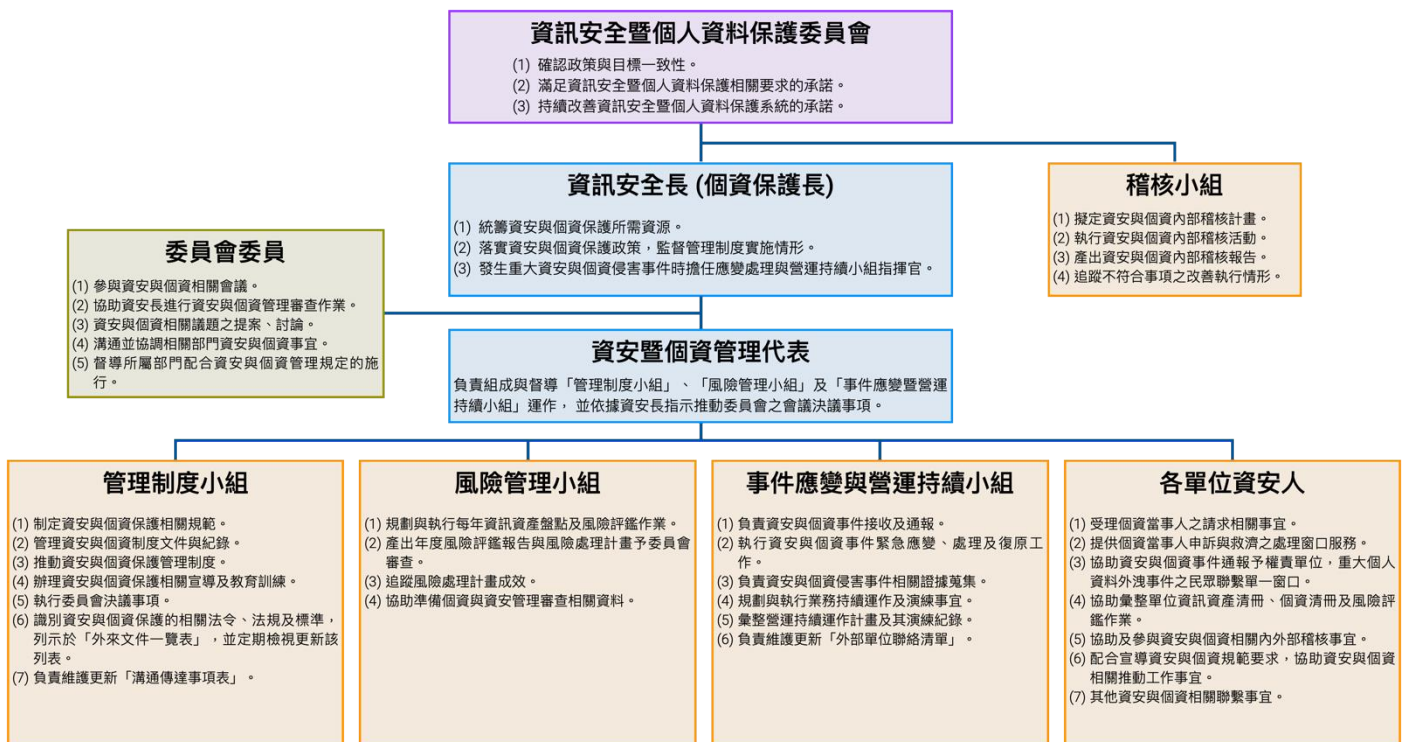 資訊安全暨個人資料保護委員會
(1) 確認政策與目標一致性。
(2) 滿足資訊安全暨個人資料保護相關要求的承諾。
(3) 持續改善資訊安全暨個人資料保護系統的承諾。
資訊安全長 (個資保護長)
(1) 統籌資安與個資保護所需資源。
(2) 落實資安與個資保護政策，監督管理制度實施情形。
(3) 發生重大資安與個資侵害事件時擔任應變處理與營運持續小組指揮官。
稽核小組
(1) 擬定資安與個資內部稽核計畫。
(2) 執行資安與個資內部稽核活動。
(3) 產出資安與個資內部稽核報告。
(4) 追蹤不符合事項之改善執行情形。
委員會委員
(1) 參與資安與個資相關會議。
(2) 協助資安長進行資安與個資管理審查作業。
(3) 資安與個資相關議題之提案、討論。
(4) 溝通並協調相關部門資安與個資事宜。
(5) 督導所屬部門配合資安與個資管理規定的施
行。
資安暨個資管理代表
負責組成與督導「管理制度小組」、「風險管理小組」及「事件應變暨營運
持續小組」運作， 並依據資安長指示推動委員會之會議決議事項。
管理制度小組
(1) 制定資安與個資保護相關規範。
(2) 管理資安與個資制度文件與紀錄。
(3) 推動資安與個資保護管理制度。
(4) 辦理資安與個資保護相關宣導及教育訓練。
(5) 執行委員會決議事項。
(6) 識別資安與個資保護的相關法令、法規及標準，
列示於「外來文件一覽表」，並定期檢視更新該
列表。
(7) 負責維護更新「溝通傳達事項表」。
風險管理小組
(1) 規劃與執行每年資訊資產盤點及風險評鑑作業。
(2) 產出年度風險評鑑報告與風險處理計畫予委員會
審查。
(3) 追蹤風險處理計畫成效。
(4) 協助準備個資與資安管理審查相關資料。
事件應變與營運持續小組
(1) 負責資安與個資事件接收及通報。
(2) 執行資安與個資事件緊急應變、處理及復原工
作。
(3) 負責資安與個資侵害事件相關證據蒐集。
(4) 規劃與執行業務持續運作及演練事宜。
(5) 彙整營運持續運作計畫及其演練紀錄。
(6) 負責維護更新「外部單位聯絡清單」。
各單位資安人
(1) 受理個資當事人之請求相關事宜。
(2) 提供個資當事人申訴與救濟之處理窗口服務。
(3) 協助資安與個資事件通報予權責單位，重大個人
資料外洩事件之民眾聯繫單一窗口。
(4) 協助彙整單位資訊資產清冊、個資清冊及風險評
鑑作業。
(5) 協助及參與資安與個資相關內外部稽核事宜。
(6) 配合宣導資安與個資規範要求，協助資安與個資
相關推動工作事宜。
(7) 其他資安與個資相關聯繫事宜。